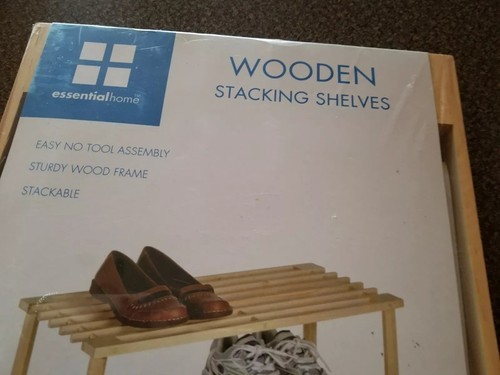 essentialhome
WOODEN
STACKING SHELVES
EASY NO TOOL ASSEMBLY
STURDY WOOD FRAME
STACKABLE